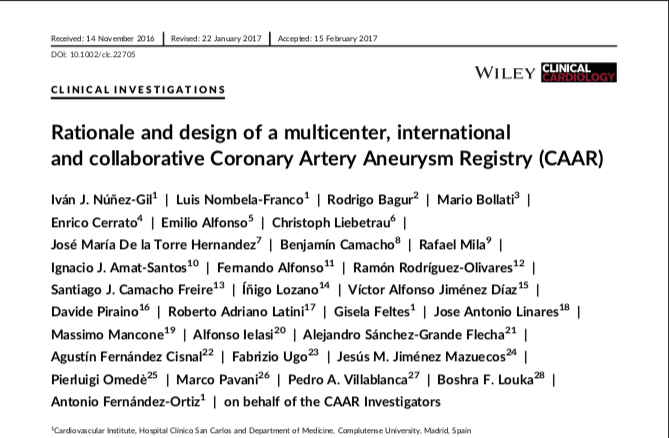 Received: 14 November 2016 | Revised: 22 January 2017 | Accepted: 15 February 2017
DOI: 10.1002/clc.22705
WILEY CLINICAL CARDIOLOGY
CLINICAL INVESTIGATIONS
Rationale and design of a multicenter, international
and collaborative Coronary Artery Aneurysm Registry (CAAR)
Iván J. Núñez-Gil¹ | Luis Nombela-Franco¹ | Rodrigo Bagur² | Mario Bollati³ |
Enrico Cerrato⁴ | Emilio Alfonso⁵ | Christoph Liebetrau⁶ |
José María De la Torre Hernandez⁷ | Benjamín Camacho⁸ | Rafael Mila⁹ |
Ignacio J. Amat-Santos¹⁰ | Fernando Alfonso¹¹ | Ramón Rodríguez-Olivares¹² |
Santiago J. Camacho Freire¹³ | Íñigo Lozano¹⁴ | Víctor Alfonso Jiménez Díaz¹⁵ |
Davide Piraino¹⁶ | Roberto Adriano Latini¹⁷ | Gisela Feltes¹ | Jose Antonio Linares¹⁸ |
Massimo Mancone¹⁹ | Alfonso Ielasi²⁰ | Alejandro Sánchez-Grande Flecha²¹ |
Agustín Fernández Cisnal²² | Fabrizio Ugo²³ | Jesús M. Jiménez Mazuecos²⁴ |
Pierluigi Omedè²⁵ | Marco Pavani²⁶ | Pedro A. Villablanca²⁷ | Boshra F. Louka²⁸ |
Antonio Fernández-Ortiz¹ | on behalf of the CAAR Investigators
¹Cardiovascular Institute, Hospital Clínico San Carlos and Department of Medicine, Complutense University, Madrid, Spain